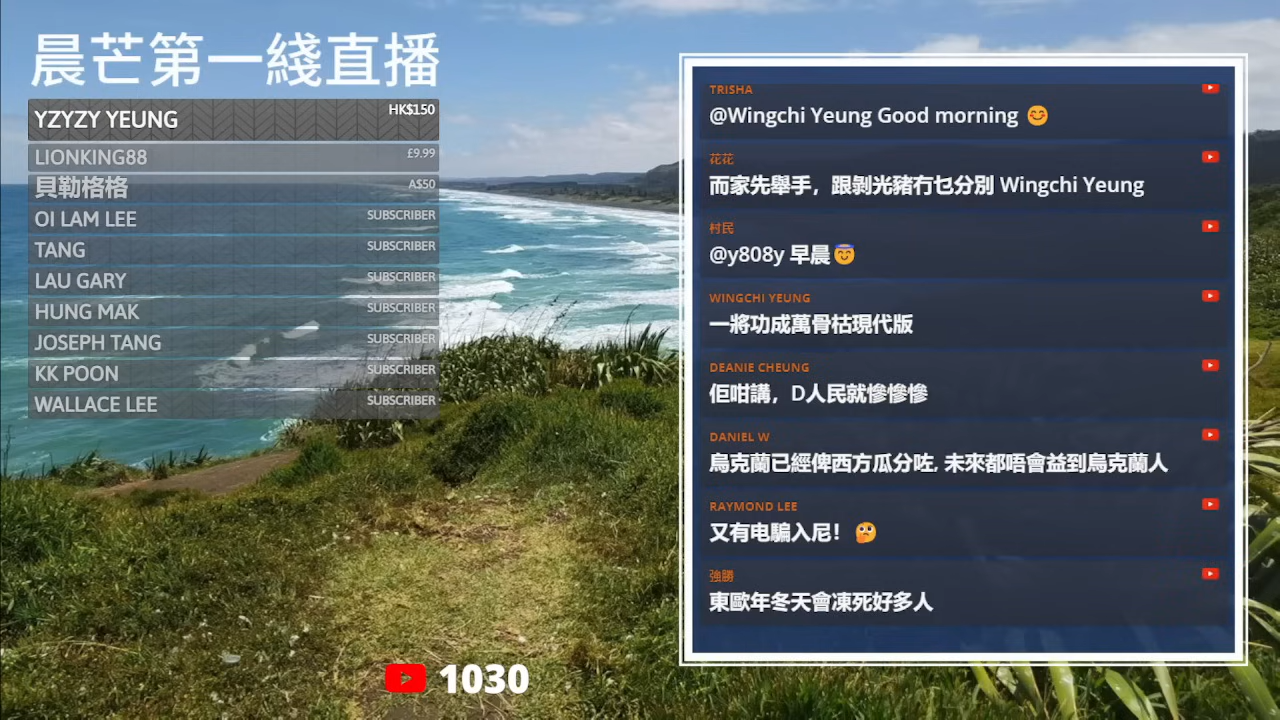 晨芒第一綫直播
YZYZY YEUNG HK$150
LIONKING88 £9.99
貝勒格格 A$50
OI LAM LEE SUBSCRIBER
TANG SUBSCRIBER
LAU GARY SUBSCRIBER
HUNG MAK SUBSCRIBER
JOSEPH TANG SUBSCRIBER
KK POON SUBSCRIBER
WALLACE LEE SUBSCRIBER
TRISHA
@Wingchi Yeung Good morning 😊
花花
而家先舉手，跟剝光豬冇乜分別 Wingchi Yeung
村民
@y808y 早晨😇
WINGCHI YEUNG
一將功成萬骨枯現代版
DEANIE CHEUNG
佢咁講，D人民就慘慘慘
DANIEL W
烏克蘭已經俾西方瓜分咗, 未來都唔會益到烏克蘭人
RAYMOND LEE
又有电騙入尼！🤔
強勝
東歐年冬天會凍死好多人
1030